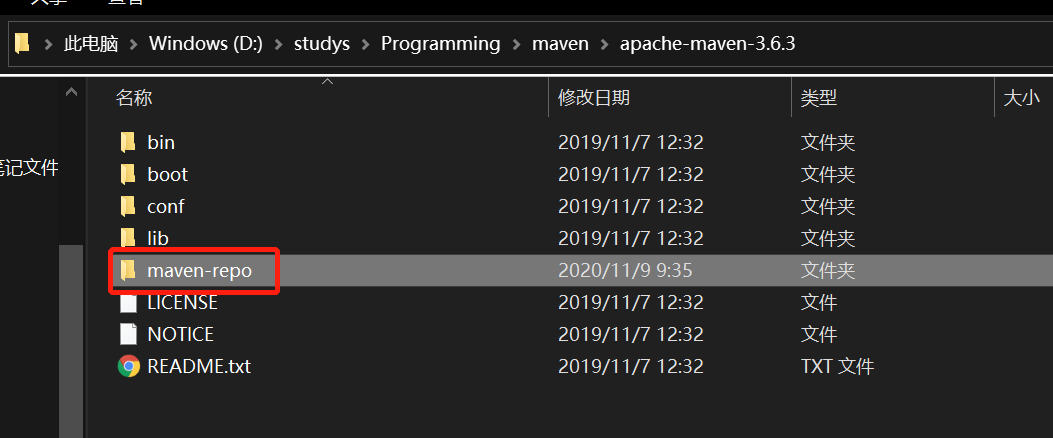 共享 查看
此电脑 > Windows (D:) > studys > Programming > maven > apache-maven-3.6.3
名称 修改日期 类型 大小
bin 2019/11/7 12:32 文件夹
boot 2019/11/7 12:32 文件夹
笔记文件
conf 2019/11/7 12:32 文件夹
lib 2019/11/7 12:32 文件夹
maven-repo 2020/11/9 9:35 文件夹
LICENSE 2019/11/7 12:32 文件
NOTICE 2019/11/7 12:32 文件
README.txt 2019/11/7 12:32 TXT 文件